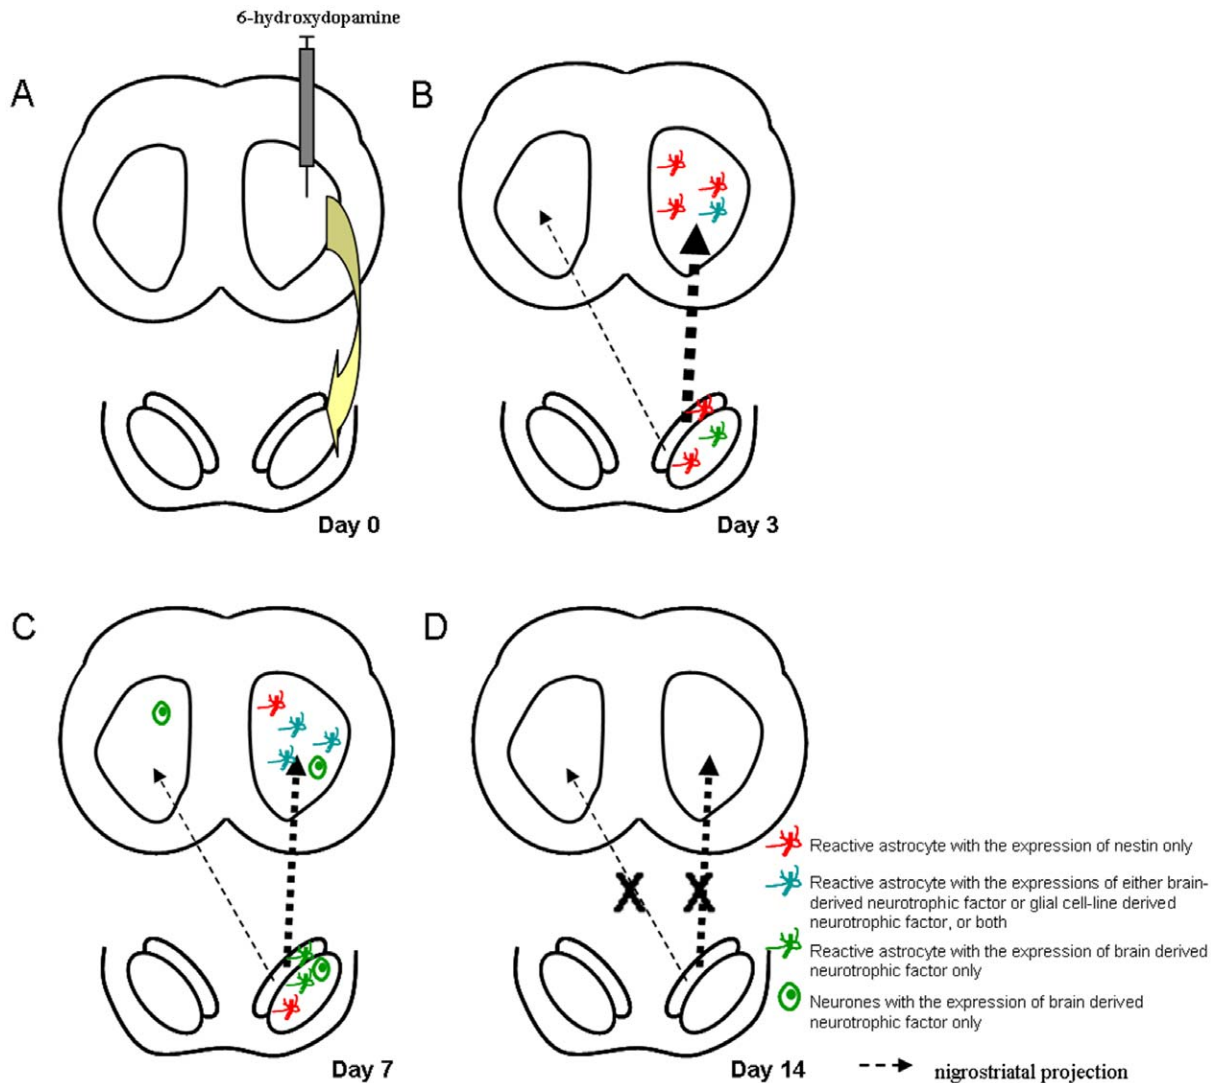 6-hydroxydopamine
A
B
Day 0
Day 3
C
D
Reactive astrocyte with the expression of nestin only
Reactive astrocyte with the expressions of either brain-
derived neurotrophic factor or glial cell-line derived
neurotrophic factor, or both
Reactive astrocyte with the expression of brain derived
neurotrophic factor only
Neurones with the expression of brain derived
neurotrophic factor only
Day 7
Day 14
nigrostriatal projection